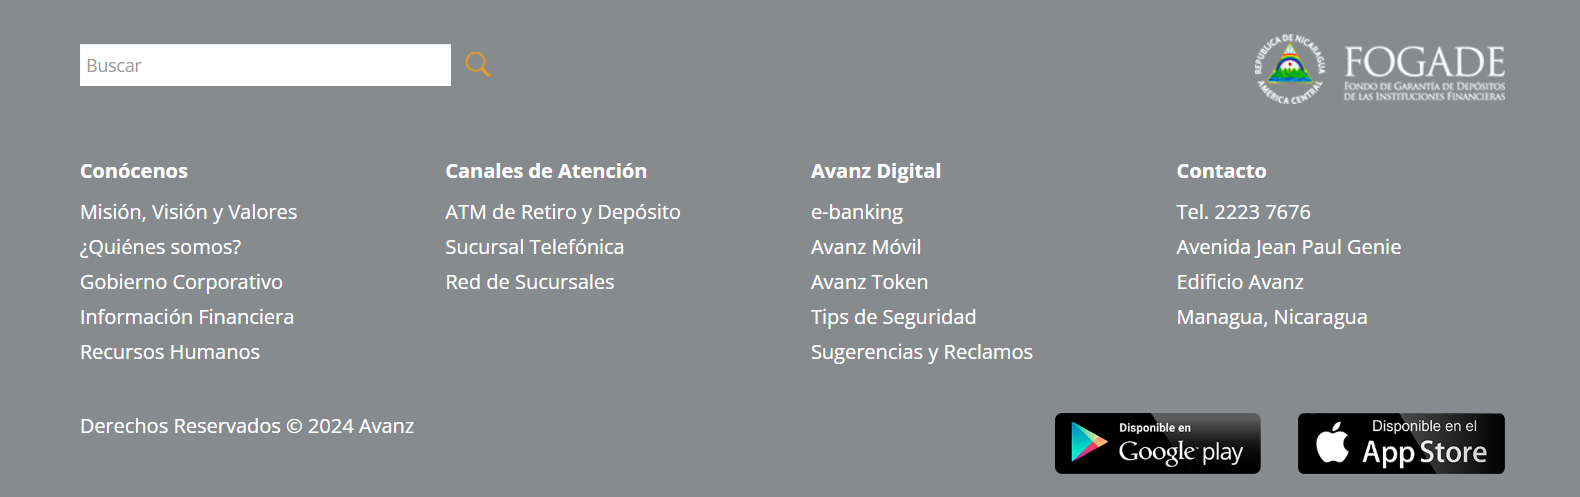 Buscar
REPUBLICA DE NICARAGUA
AMERICA CENTRAL
FOGADE
FONDO DE GARANTÍA DE DEPÓSITOS
DE LAS INSTITUCIONES FINANCIERAS
Conócenos
Misión, Visión y Valores
¿Quiénes somos?
Gobierno Corporativo
Información Financiera
Recursos Humanos
Canales de Atención
ATM de Retiro y Depósito
Sucursal Telefónica
Red de Sucursales
Avanz Digital
e-banking
Avanz Móvil
Avanz Token
Tips de Seguridad
Sugerencias y Reclamos
Contacto
Tel. 2223 7676
Avenida Jean Paul Genie
Edificio Avanz
Managua, Nicaragua
Derechos Reservados © 2024 Avanz
Disponible en
Google play
Disponible en el
App Store